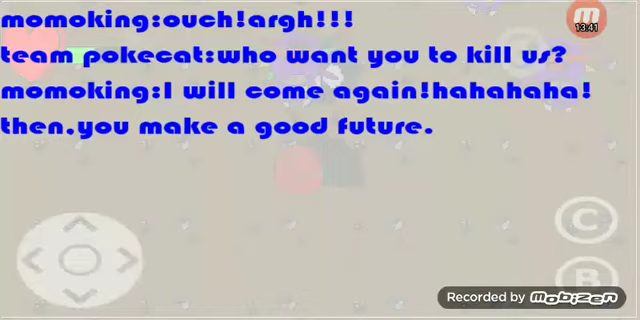 momoking:ouch!argh!!!
team pokecat:who want you to kill us?
momoking:I will come again!hahahaha!
then.you make a good future.
13:41
C
B
Recorded by mobizen